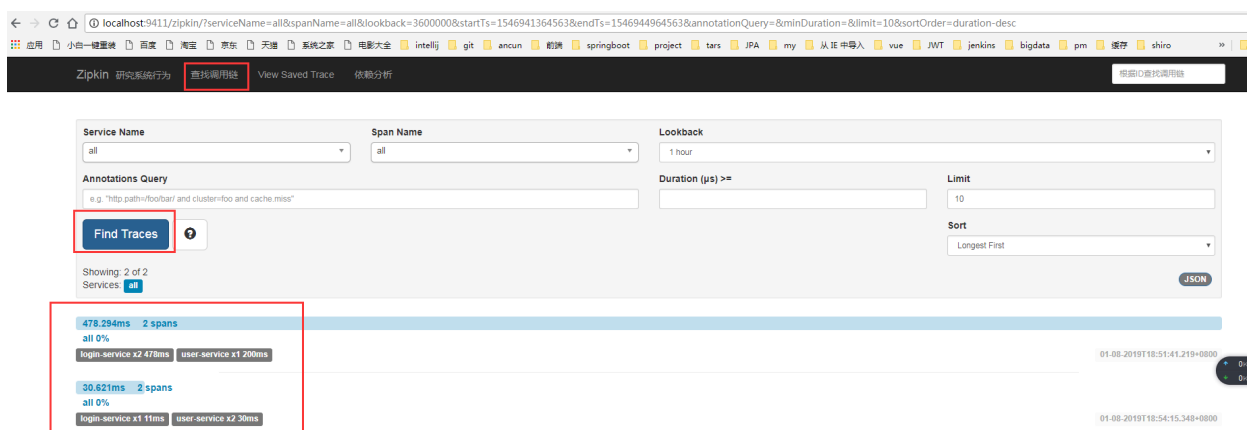 localhost:9411/zipkin/?serviceName=all&spanName=all&lookback=3600000&startTs=1546941364563&endTs=1546944964563&annotationQuery=&minDuration=&limit=10&sortOrder=duration-desc
应用 小白一键重装 百度 淘宝 京东 天猫 系统之家 电影大全 intellij git ancun 前端 springboot project tars JPA my 从 IE 中导入 vue JWT jenkins bigdata pm 缓存 shiro »
Zipkin 研究系统行为 查找调用链 View Saved Trace 依赖分析 根据ID查找调用链
Service Name Span Name Lookback
all all 1 hour
Annotations Query Duration (μs) >= Limit
e.g. "http.path=/foo/bar/ and cluster=foo and cache.miss" 10
Find Traces Sort
Longest First
Showing: 2 of 2
Services: all JSON
478.294ms 2 spans
all 0%
login-service x2 478ms user-service x1 200ms 01-08-2019T18:51:41.219+0800
30.621ms 2 spans
all 0%
login-service x1 11ms user-service x2 30ms 01-08-2019T18:54:15.348+0800